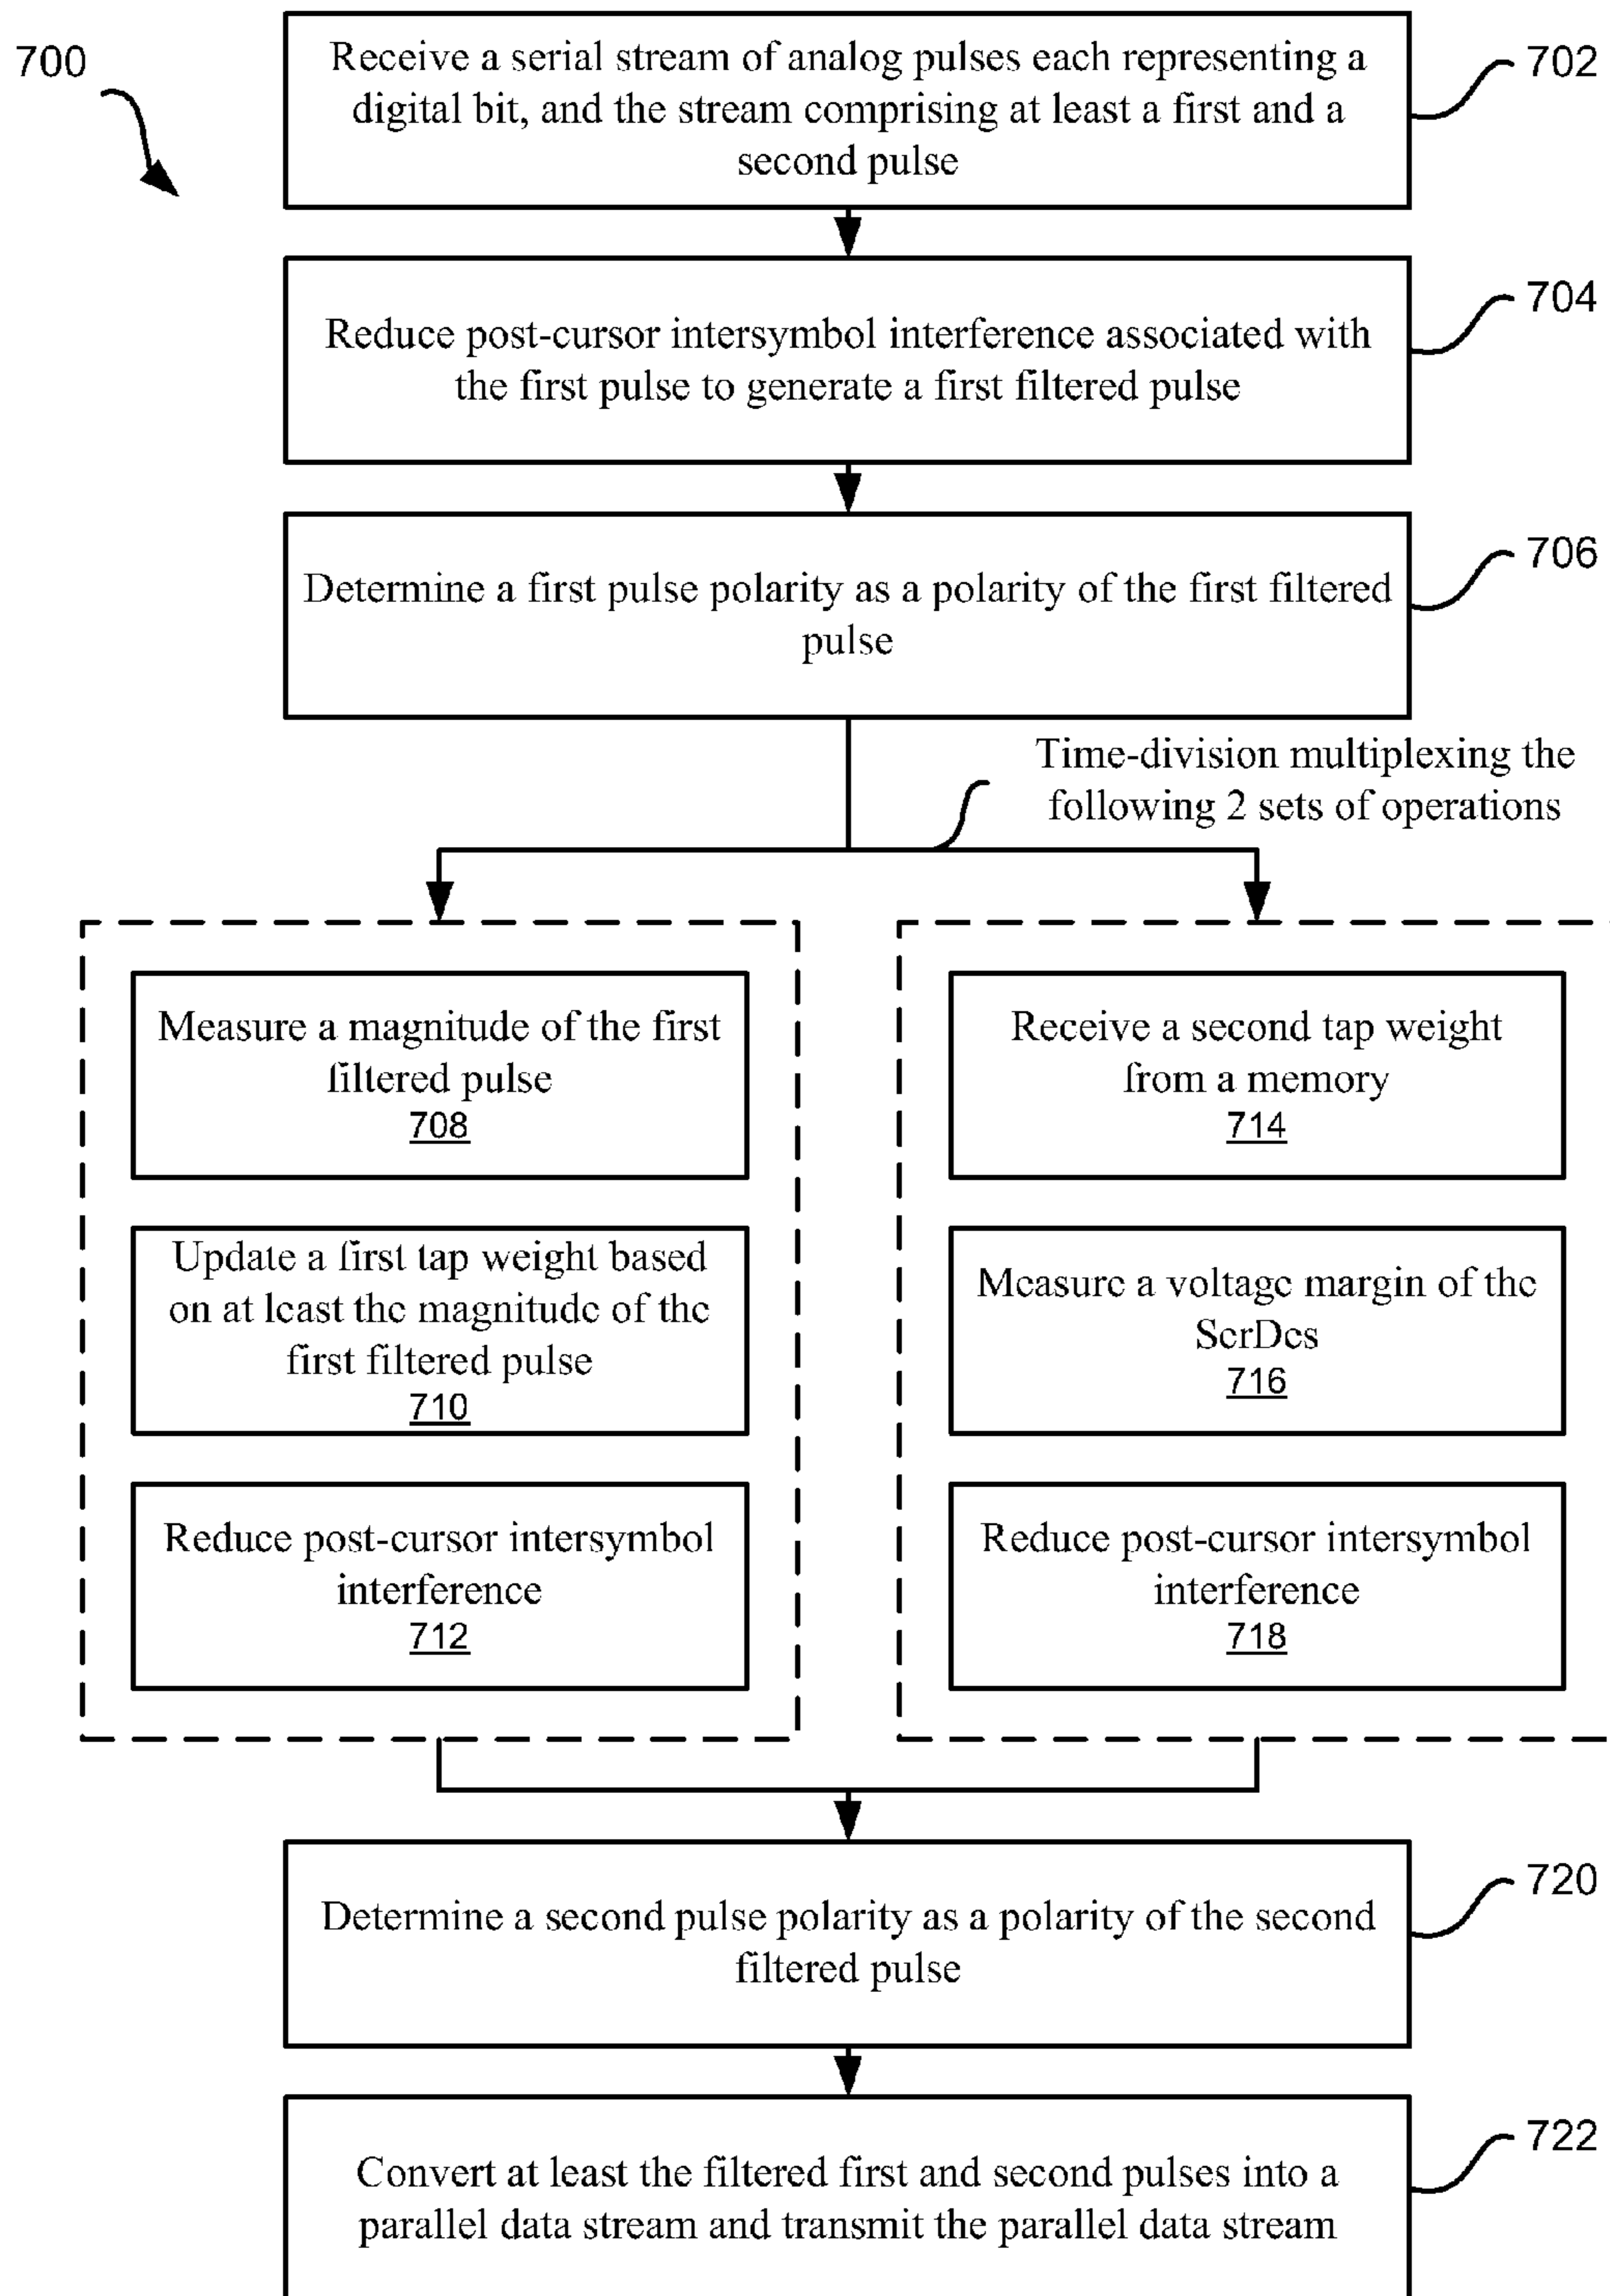 700
Receive a serial stream of analog pulses each representing a
digital bit, and the stream comprising at least a first and a
second pulse
702
Reduce post-cursor intersymbol interference associated with
the first pulse to generate a first filtered pulse
704
Determine a first pulse polarity as a polarity of the first filtered
pulse
706
Time-division multiplexing the
following 2 sets of operations
Measure a magnitude of the first
filtered pulse
708
Update a first tap weight based
on at least the magnitude of the
first filtered pulse
710
Reduce post-cursor intersymbol
interference
712
Receive a second tap weight
from a memory
714
Measure a voltage margin of the
SerDes
716
Reduce post-cursor intersymbol
interference
718
Determine a second pulse polarity as a polarity of the second
filtered pulse
720
Convert at least the filtered first and second pulses into a
parallel data stream and transmit the parallel data stream
722